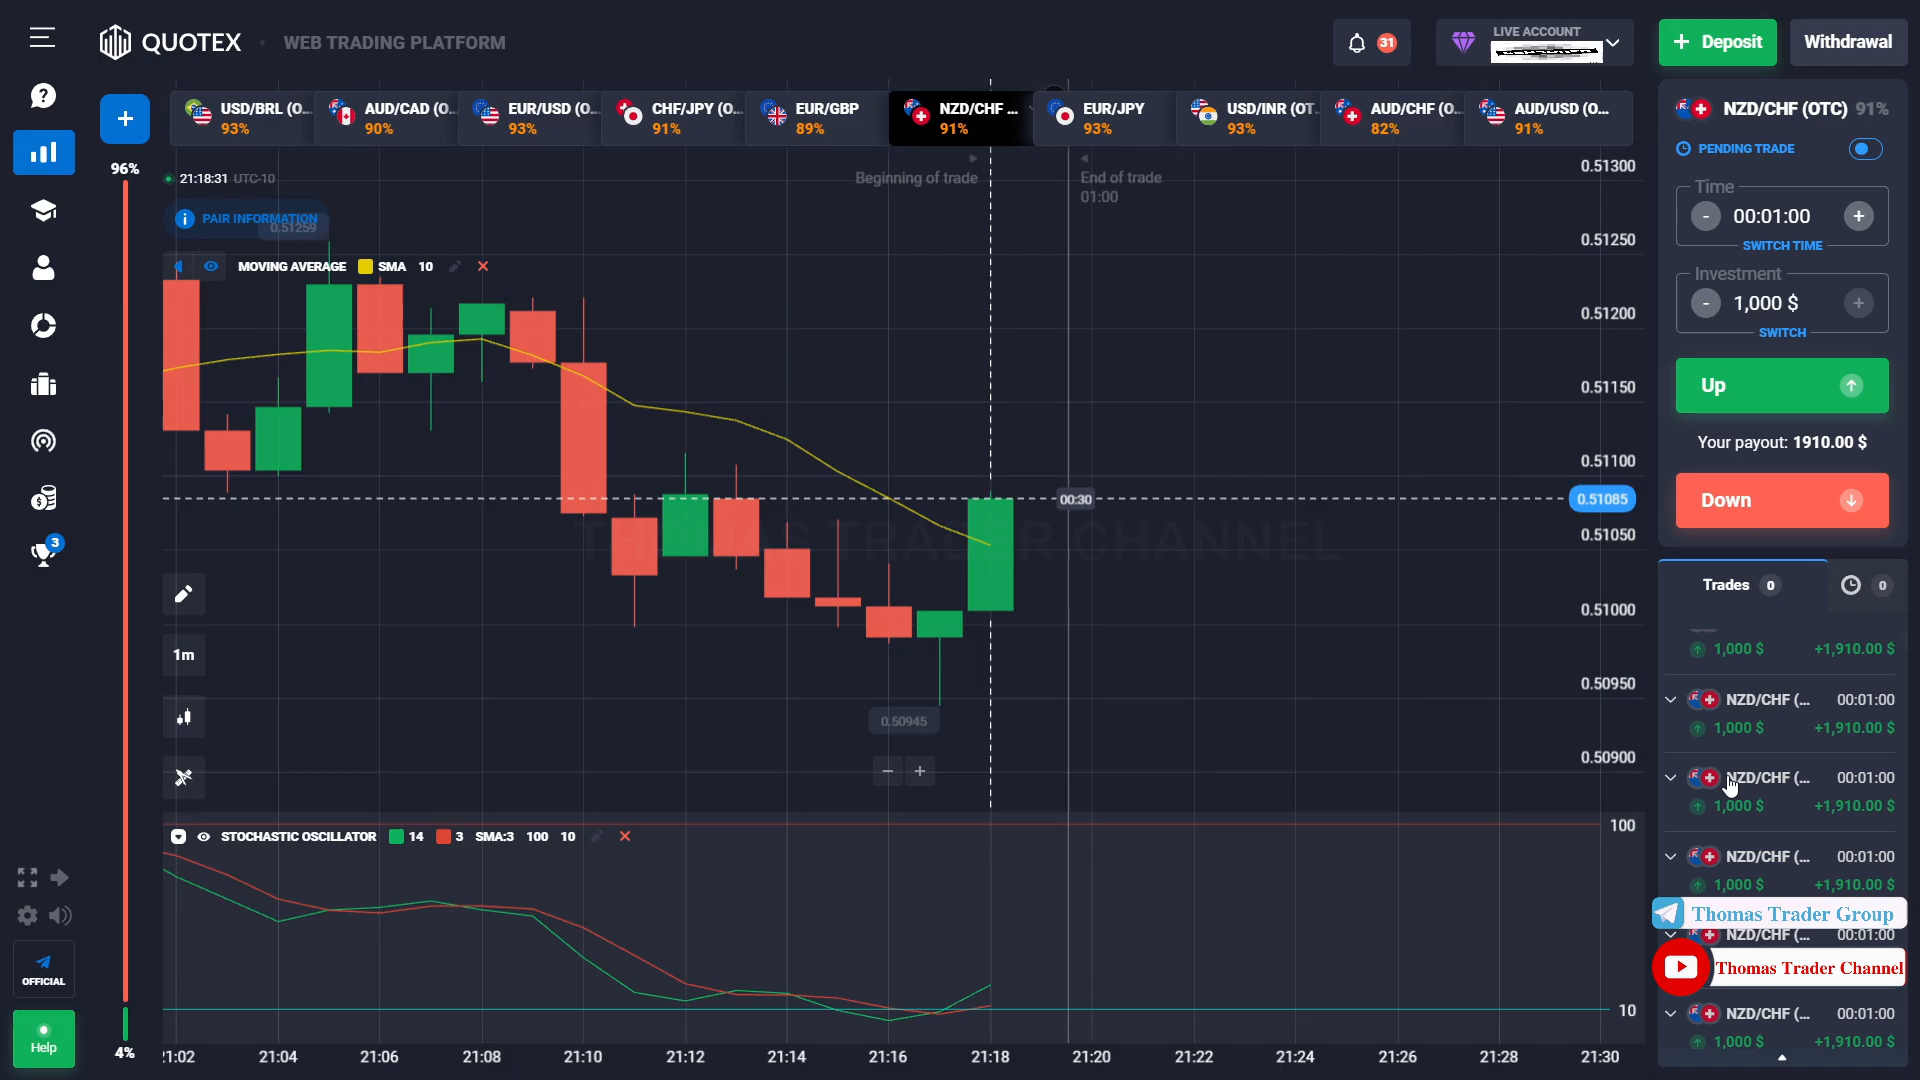 QUOTEX
WEB TRADING PLATFORM
31
LIVE ACCOUNT
+ Deposit
Withdrawal
USD/BRL (O...
93%
AUD/CAD (O...
90%
EUR/USD (O...
93%
CHF/JPY (O...
91%
EUR/GBP
89%
NZD/CHF ...
91%
EUR/JPY
93%
USD/INR (OT...
93%
AUD/CHF (O...
82%
AUD/USD (O...
91%
NZD/CHF (OTC) 91%
PENDING TRADE
96%
21:18:31 UTC-10
Beginning of trade
End of trade
01:00
PAIR INFORMATION
0.51259
MOVING AVERAGE SMA 10
0.51300
0.51250
0.51200
0.51150
0.51100
0.51085
0.51050
0.51000
0.50950
0.50900
00:30
THOMAS TRADER CHANNEL
1m
0.50945
Time
- 00:01:00 +
SWITCH TIME
Investment
- 1,000 $ +
SWITCH
Up
Your payout: 1910.00 $
Down
Trades 0
0
1,000 $ +1,910.00 $
NZD/CHF (... 00:01:00
1,000 $ +1,910.00 $
NZD/CHF (... 00:01:00
1,000 $ +1,910.00 $
NZD/CHF (... 00:01:00
1,000 $ +1,910.00 $
Thomas Trader Group
NZD/CHF (... 00:01:00
Thomas Trader Channel
NZD/CHF (... 00:01:00
1,000 $ +1,910.00 $
STOCHASTIC OSCILLATOR 14 3 SMA:3 100 10
100
10
3
OFFICIAL
Help
4%
21:02 21:04 21:06 21:08 21:10 21:12 21:14 21:16 21:18 21:20 21:22 21:24 21:26 21:28 21:30